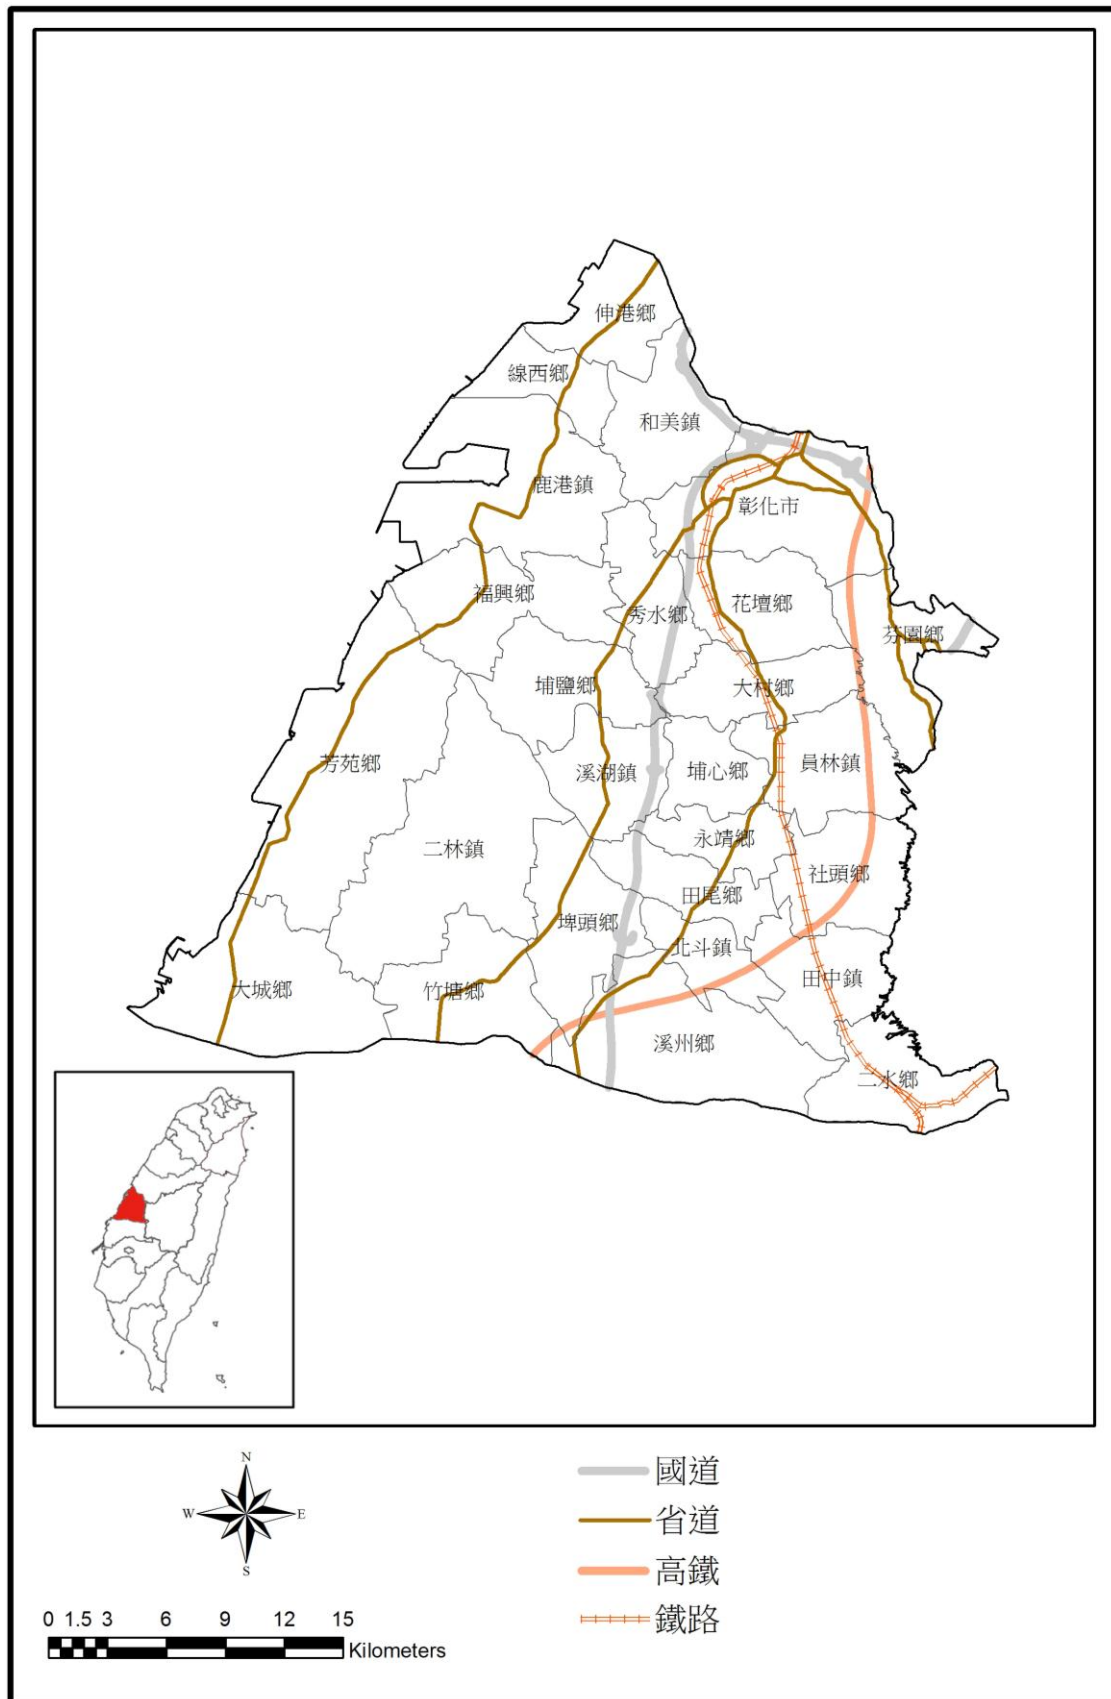 伸港鄉
線西鄉
和美鎮
鹿港鎮
彰化市
福興鄉
花壇鄉
秀水鄉
芬園鄉
埔鹽鄉
大村鄉
芳苑鄉
溪湖鎮
埔心鄉
員林鎮
二林鎮
永靖鄉
社頭鄉
田尾鄉
埤頭鄉
北斗鎮
田中鎮
大城鄉
竹塘鄉
溪州鄉
二水鄉
N
W
E
S
國道
省道
高鐵
鐵路
0 1.5 3 6 9 12 15
Kilometers